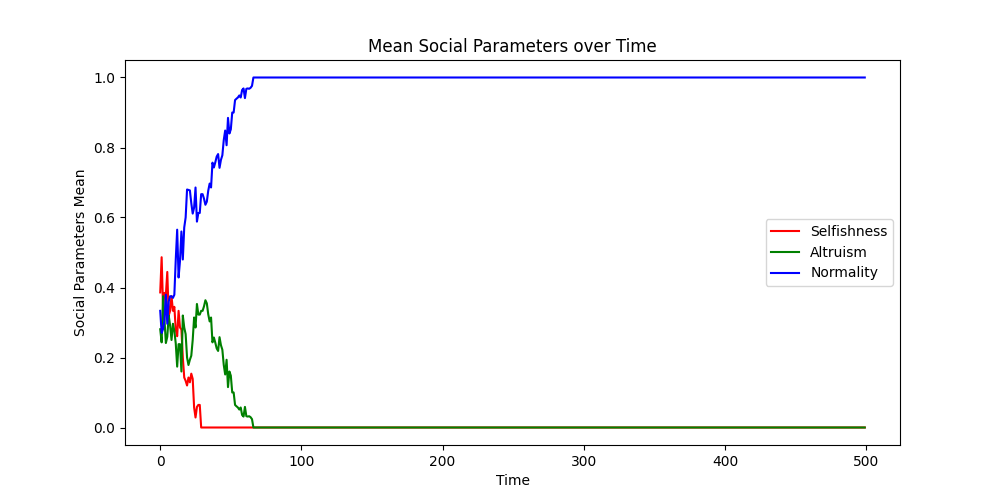 Mean Social Parameters over Time
Social Parameters Mean
1.0
0.8
0.6
0.4
0.2
0.0
Selfishness
Altruism
Normality
0 100 200 300 400 500
Time